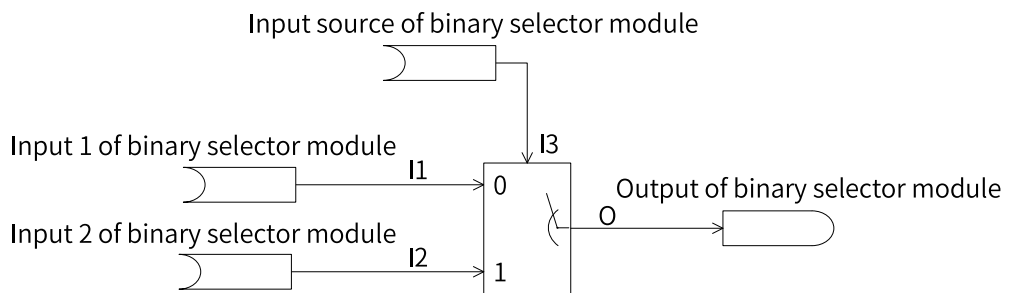 Input source of binary selector module
I3
Input 1 of binary selector module
I1
0
Output of binary selector module
O
Input 2 of binary selector module
I2
1